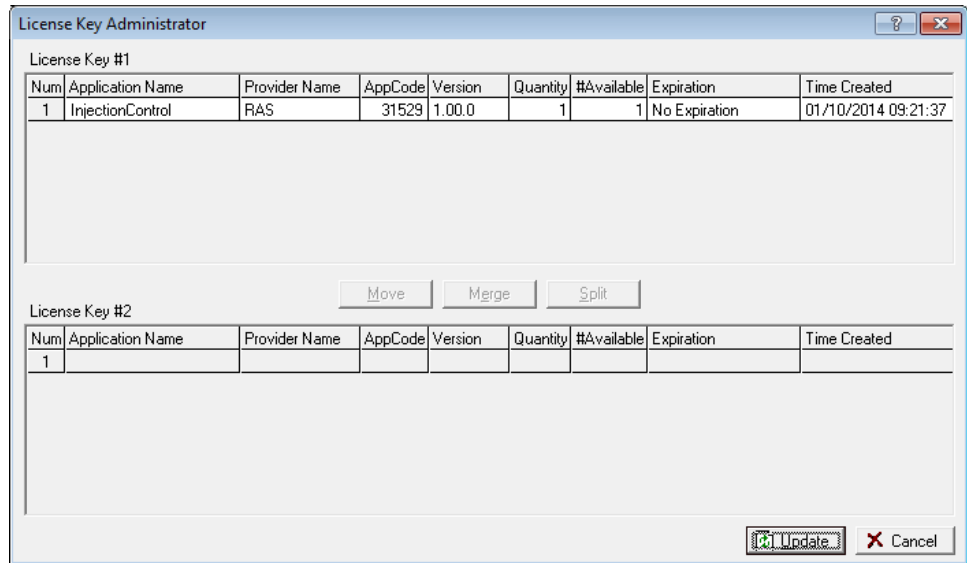 License Key Administrator
License Key #1
Num Application Name Provider Name AppCode Version Quantity #Available Expiration Time Created
1 InjectionControl RAS 31529 1.00.0 1 1 No Expiration 01/10/2014 09:21:37
Move Merge Split
License Key #2
Num Application Name Provider Name AppCode Version Quantity #Available Expiration Time Created
1
Update Cancel